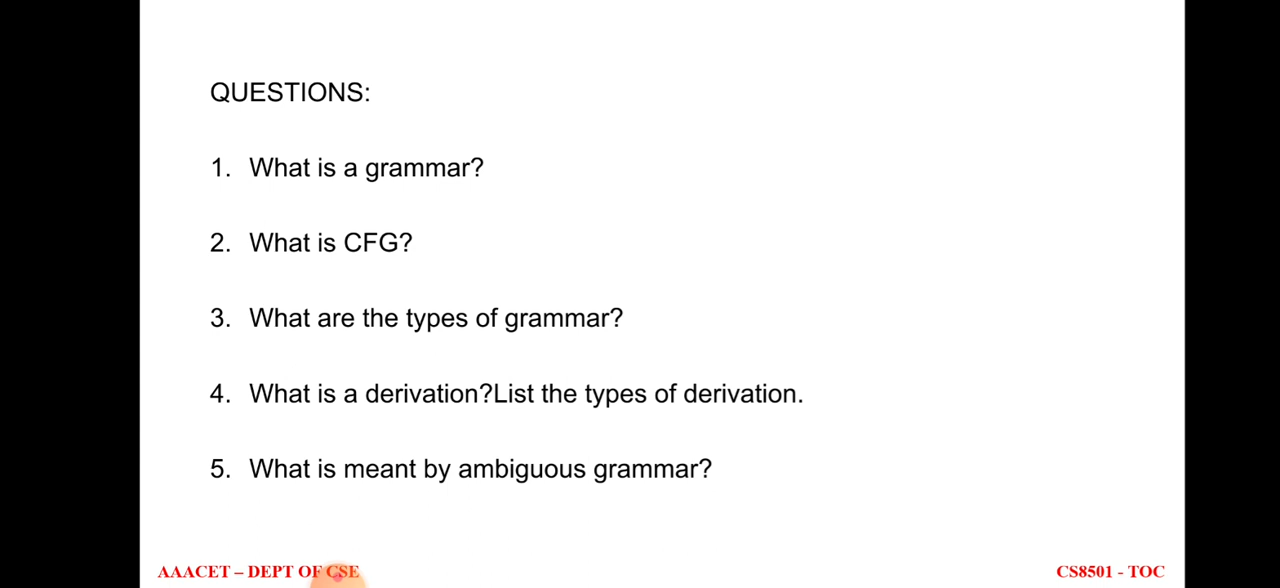 QUESTIONS:
1. What is a grammar?
2. What is CFG?
3. What are the types of grammar?
4. What is a derivation?List the types of derivation.
5. What is meant by ambiguous grammar?
AAACET – DEPT OF CSE
CS8501 - TOC